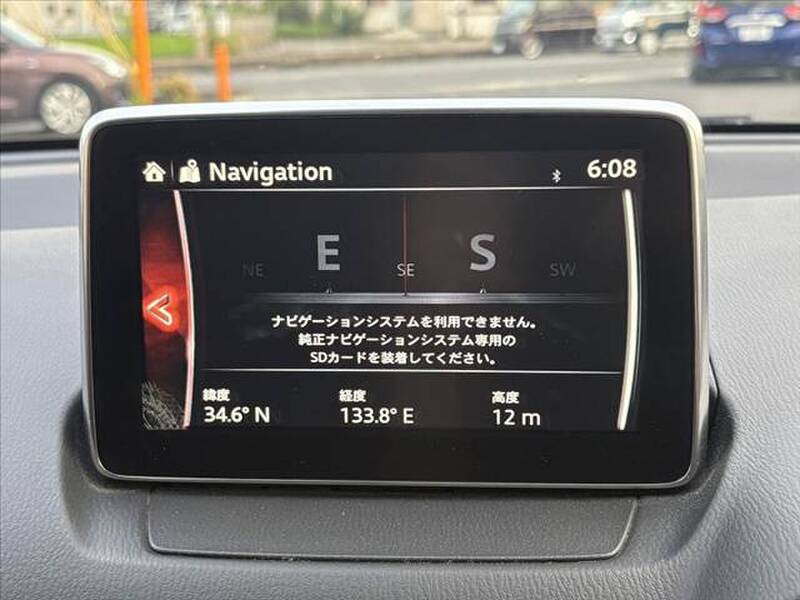 Navigation 6:08
NE E SE S SW
ナビゲーションシステムを利用できません。
純正ナビゲーションシステム専用の
SDカードを装着してください。
緯度 経度 高度
34.6° N 133.8° E 12 m